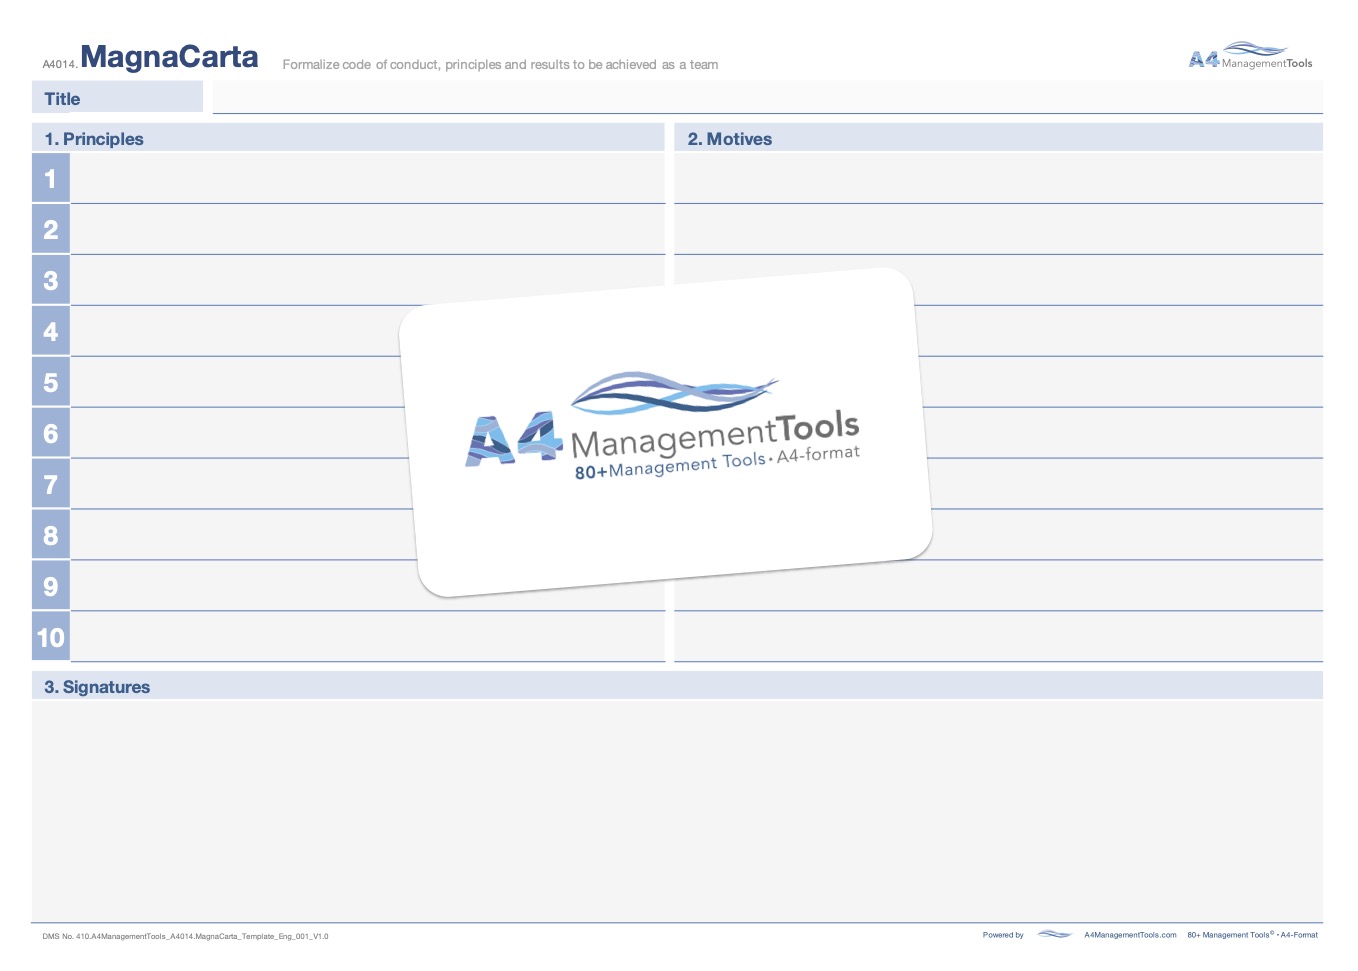 A4014. MagnaCarta Formalize code of conduct, principles and results to be achieved as a team
A4 ManagementTools
Title
1. Principles
2. Motives
1
2
3
4
5
6
7
8
9
10
A4 ManagementTools
80+Management Tools • A4-format
3. Signatures
DMS No. 410.A4ManagementTools_A4014.MagnaCarta_Template_Eng_001_V1.0
Powered by A4ManagementTools.com 80+ Management Tools© • A4-Format